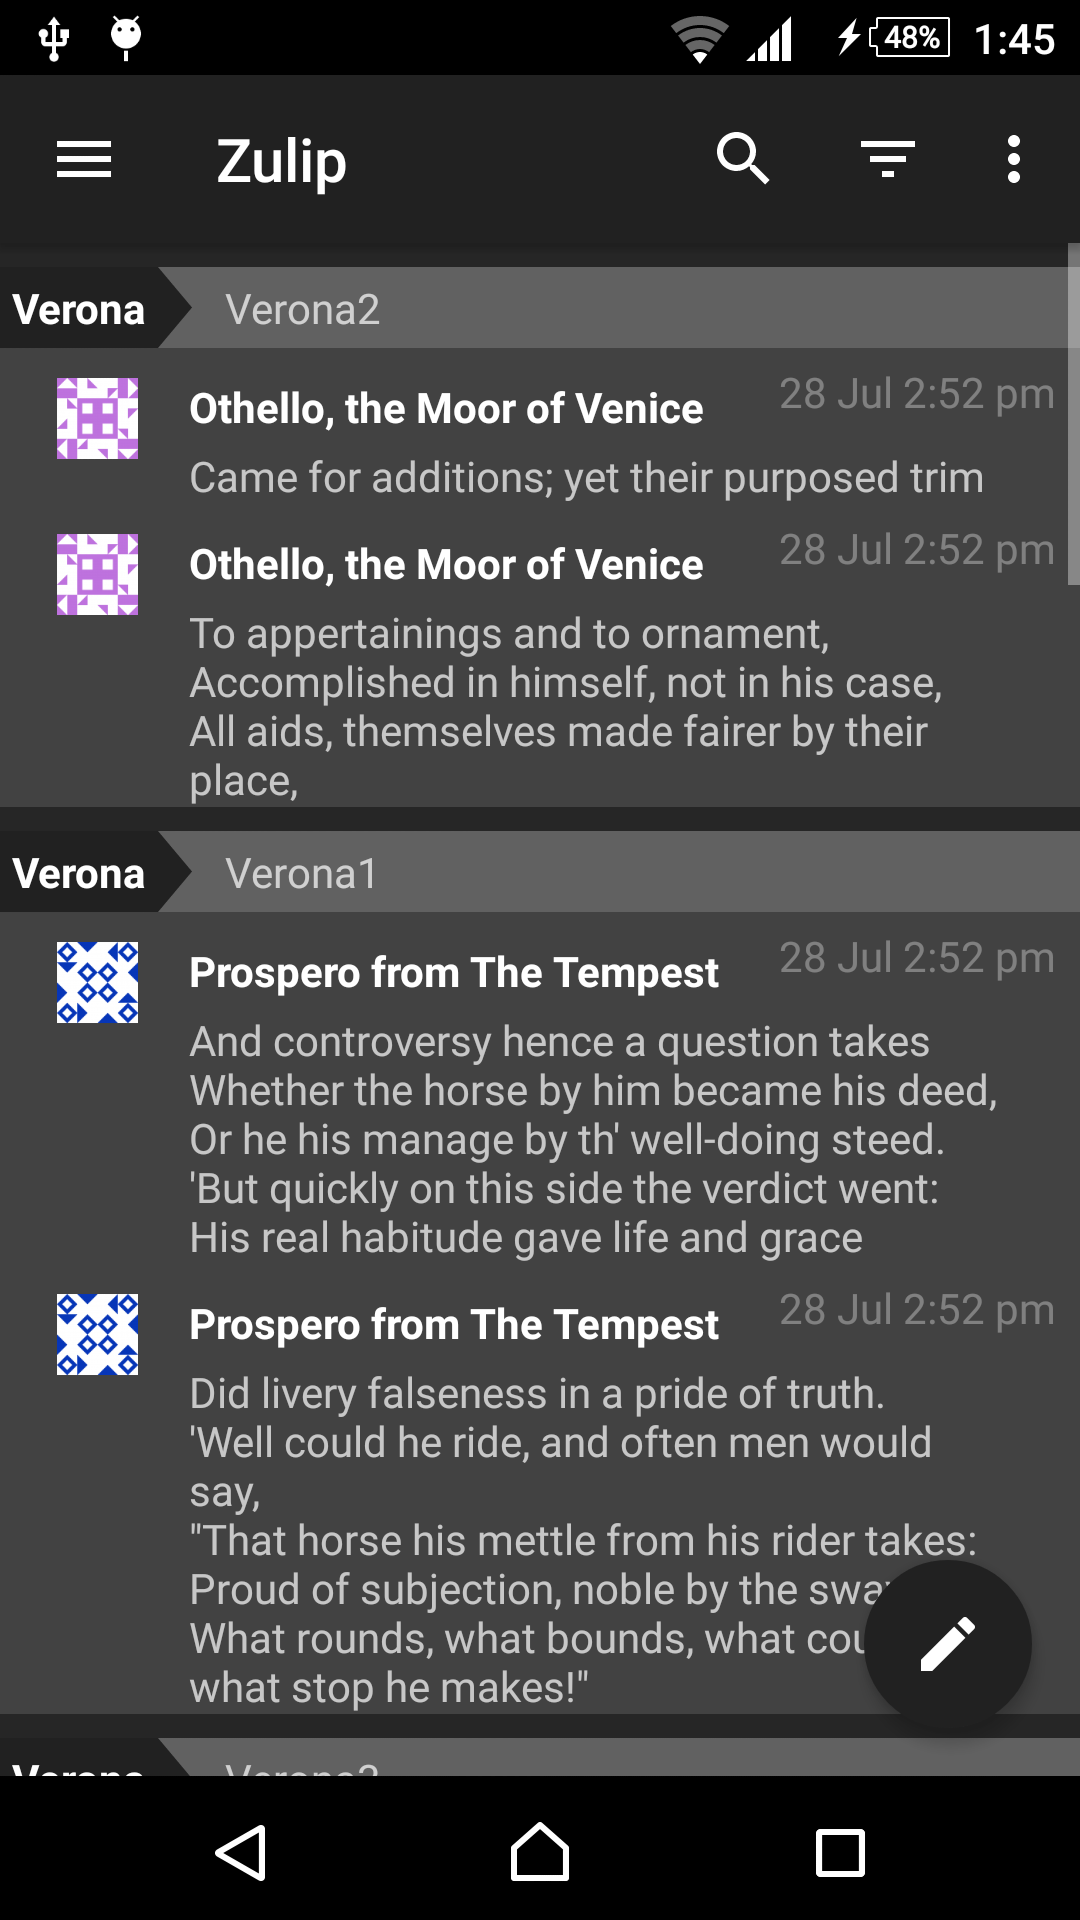 48% 1:45
Zulip
Verona Verona2
Othello, the Moor of Venice 28 Jul 2:52 pm
Came for additions; yet their purposed trim
Othello, the Moor of Venice 28 Jul 2:52 pm
To appertainings and to ornament,
Accomplished in himself, not in his case,
All aids, themselves made fairer by their
place,
Verona Verona1
Prospero from The Tempest 28 Jul 2:52 pm
And controversy hence a question takes
Whether the horse by him became his deed,
Or he his manage by th' well-doing steed.
'But quickly on this side the verdict went:
His real habitude gave life and grace
Prospero from The Tempest 28 Jul 2:52 pm
Did livery falseness in a pride of truth.
'Well could he ride, and often men would
say,
"That horse his mettle from his rider takes:
Proud of subjection, noble by the
What rounds, what bounds, what
what stop he makes!"
Verona